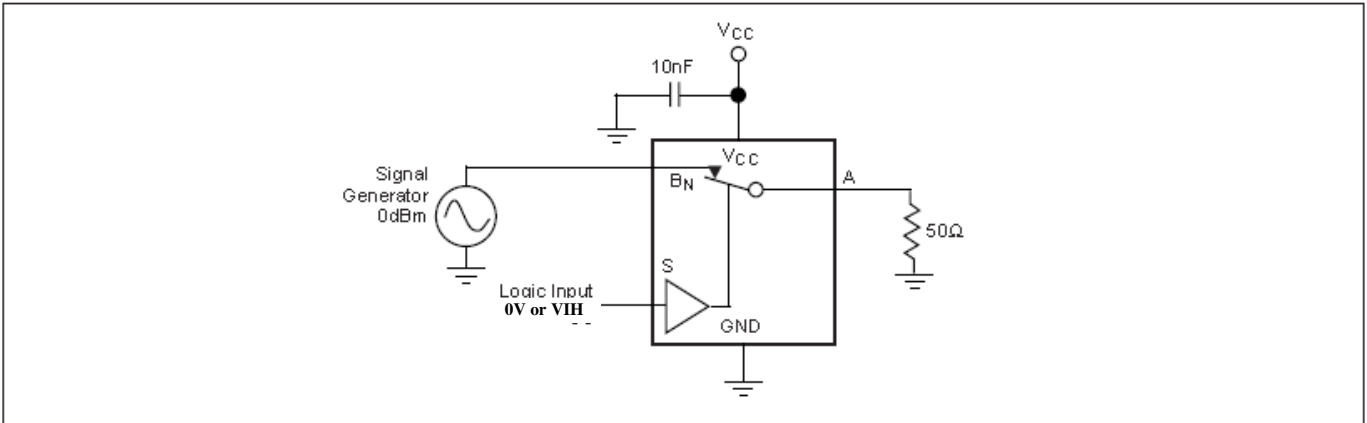 VCC
10nF
VCC
BN
A
Signal
Generator
0dBm
50Ω
S
Logic Input
0V or VIH
GND